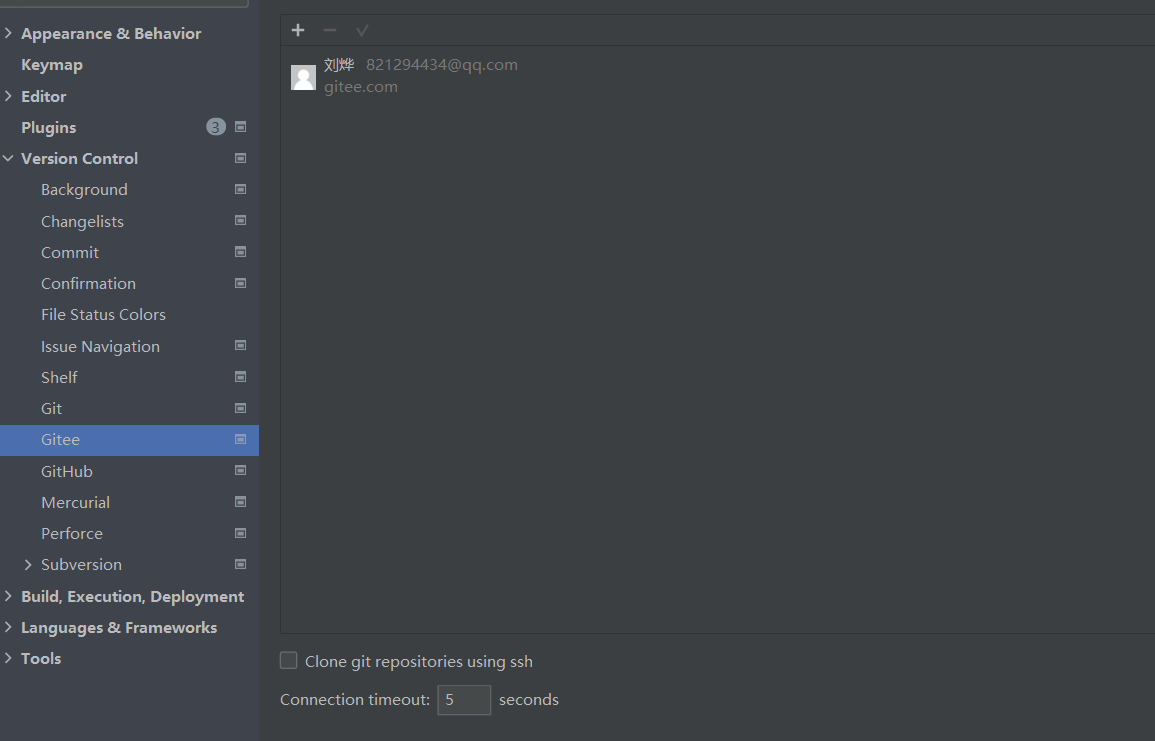 Appearance & Behavior
Keymap
Editor
Plugins 3
Version Control
Background
Changelists
Commit
Confirmation
File Status Colors
Issue Navigation
Shelf
Git
Gitee
GitHub
Mercurial
Perforce
Subversion
Build, Execution, Deployment
Languages & Frameworks
Tools
刘烨 821294434@qq.com
gitee.com
Clone git repositories using ssh
Connection timeout: 5 seconds